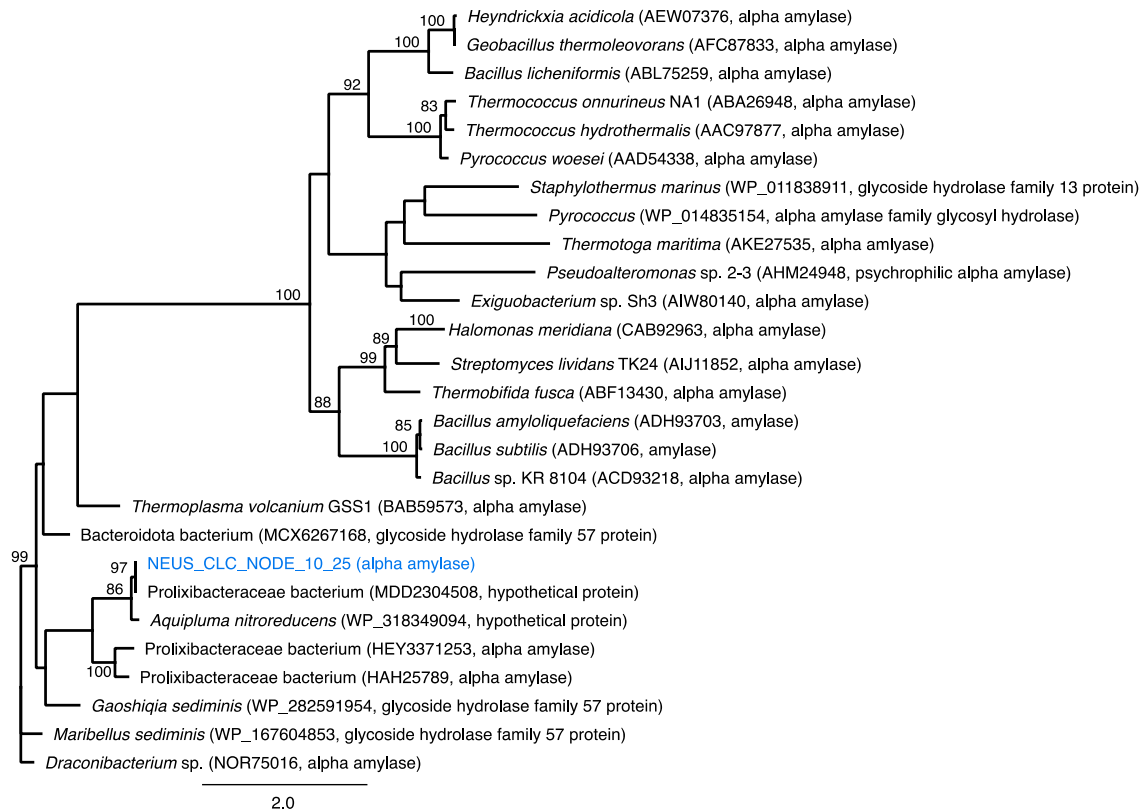 100
Heyndrickxia acidicola (AEW07376, alpha amylase)
Geobacillus thermoleovorans (AFC87833, alpha amylase)
100
Bacillus licheniformis (ABL75259, alpha amylase)
92
Thermococcus onnurineus NA1 (ABA26948, alpha amylase)
83
Thermococcus hydrothermalis (AAC97877, alpha amylase)
100
Pyrococcus woesei (AAD54338, alpha amylase)
Staphylothermus marinus (WP_011838911, glycoside hydrolase family 13 protein)
Pyrococcus (WP_014835154, alpha amylase family glycosyl hydrolase)
Thermotoga maritima (AKE27535, alpha amlyase)
Pseudoalteromonas sp. 2-3 (AHM24948, psychrophilic alpha amylase)
100
Exiguobacterium sp. Sh3 (AIW80140, alpha amylase)
100
Halomonas meridiana (CAB92963, alpha amylase)
89
99
Streptomyces lividans TK24 (AIJ11852, alpha amylase)
Thermobifida fusca (ABF13430, alpha amylase)
88
Bacillus amyloliquefaciens (ADH93703, amylase)
85
Bacillus subtilis (ADH93706, amylase)
100
Bacillus sp. KR 8104 (ACD93218, alpha amylase)
Thermoplasma volcanium GSS1 (BAB59573, alpha amylase)
Bacteroidota bacterium (MCX6267168, glycoside hydrolase family 57 protein)
99
NEUS_CLC_NODE_10_25 (alpha amylase)
97
86
Prolixibacteraceae bacterium (MDD2304508, hypothetical protein)
Aquipluma nitroreducens (WP_318349094, hypothetical protein)
Prolixibacteraceae bacterium (HEY3371253, alpha amylase)
100
Prolixibacteraceae bacterium (HAH25789, alpha amylase)
Gaoshiqia sediminis (WP_282591954, glycoside hydrolase family 57 protein)
Maribellus sediminis (WP_167604853, glycoside hydrolase family 57 protein)
Draconibacterium sp. (NOR75016, alpha amylase)
2.0